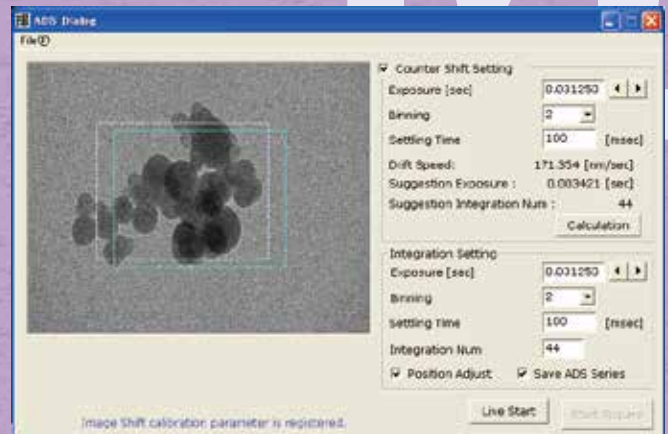 ADS Dialog
File(F)
Counter Shift Setting
Exposure [sec] 0.031250
Binning 2
Settling Time 100 [msec]
Drift Speed: 171.354 [nm/sec]
Suggestion Exposure : 0.003421 [sec]
Suggestion Integration Num : 44
Calculation
Integration Setting
Exposure [sec] 0.031250
Binning 2
Settling Time 100 [msec]
Integration Num 44
Position Adjust Save ADS Series
Image Shift calibration parameter is registered. Live Start